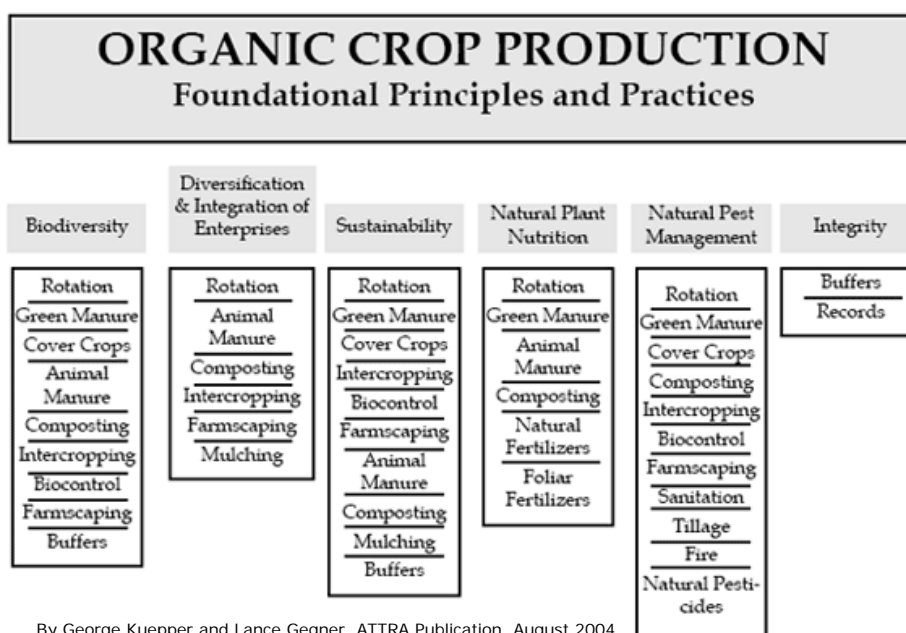 ORGANIC CROP PRODUCTION
Foundational Principles and Practices
Biodiversity
Rotation
Green Manure
Cover Crops
Animal
Manure
Composting
Intercropping
Biocontrol
Farmscaping
Buffers
Diversification
& Integration of
Enterprises
Rotation
Animal
Manure
Composting
Intercropping
Farmscaping
Mulching
Sustainability
Rotation
Green Manure
Cover Crops
Intercropping
Biocontrol
Farmscaping
Animal
Manure
Composting
Mulching
Buffers
Natural Plant
Nutrition
Rotation
Green Manure
Animal
Manure
Composting
Natural
Fertilizers
Foliar
Fertilizers
Natural Pest
Management
Rotation
Green Manure
Cover Crops
Composting
Intercropping
Biocontrol
Farmscaping
Sanitation
Tillage
Fire
Natural Pesti-
cides
Integrity
Buffers
Records
By George Kuepper and Lance Gegner, ATTRA Publication, August 2004